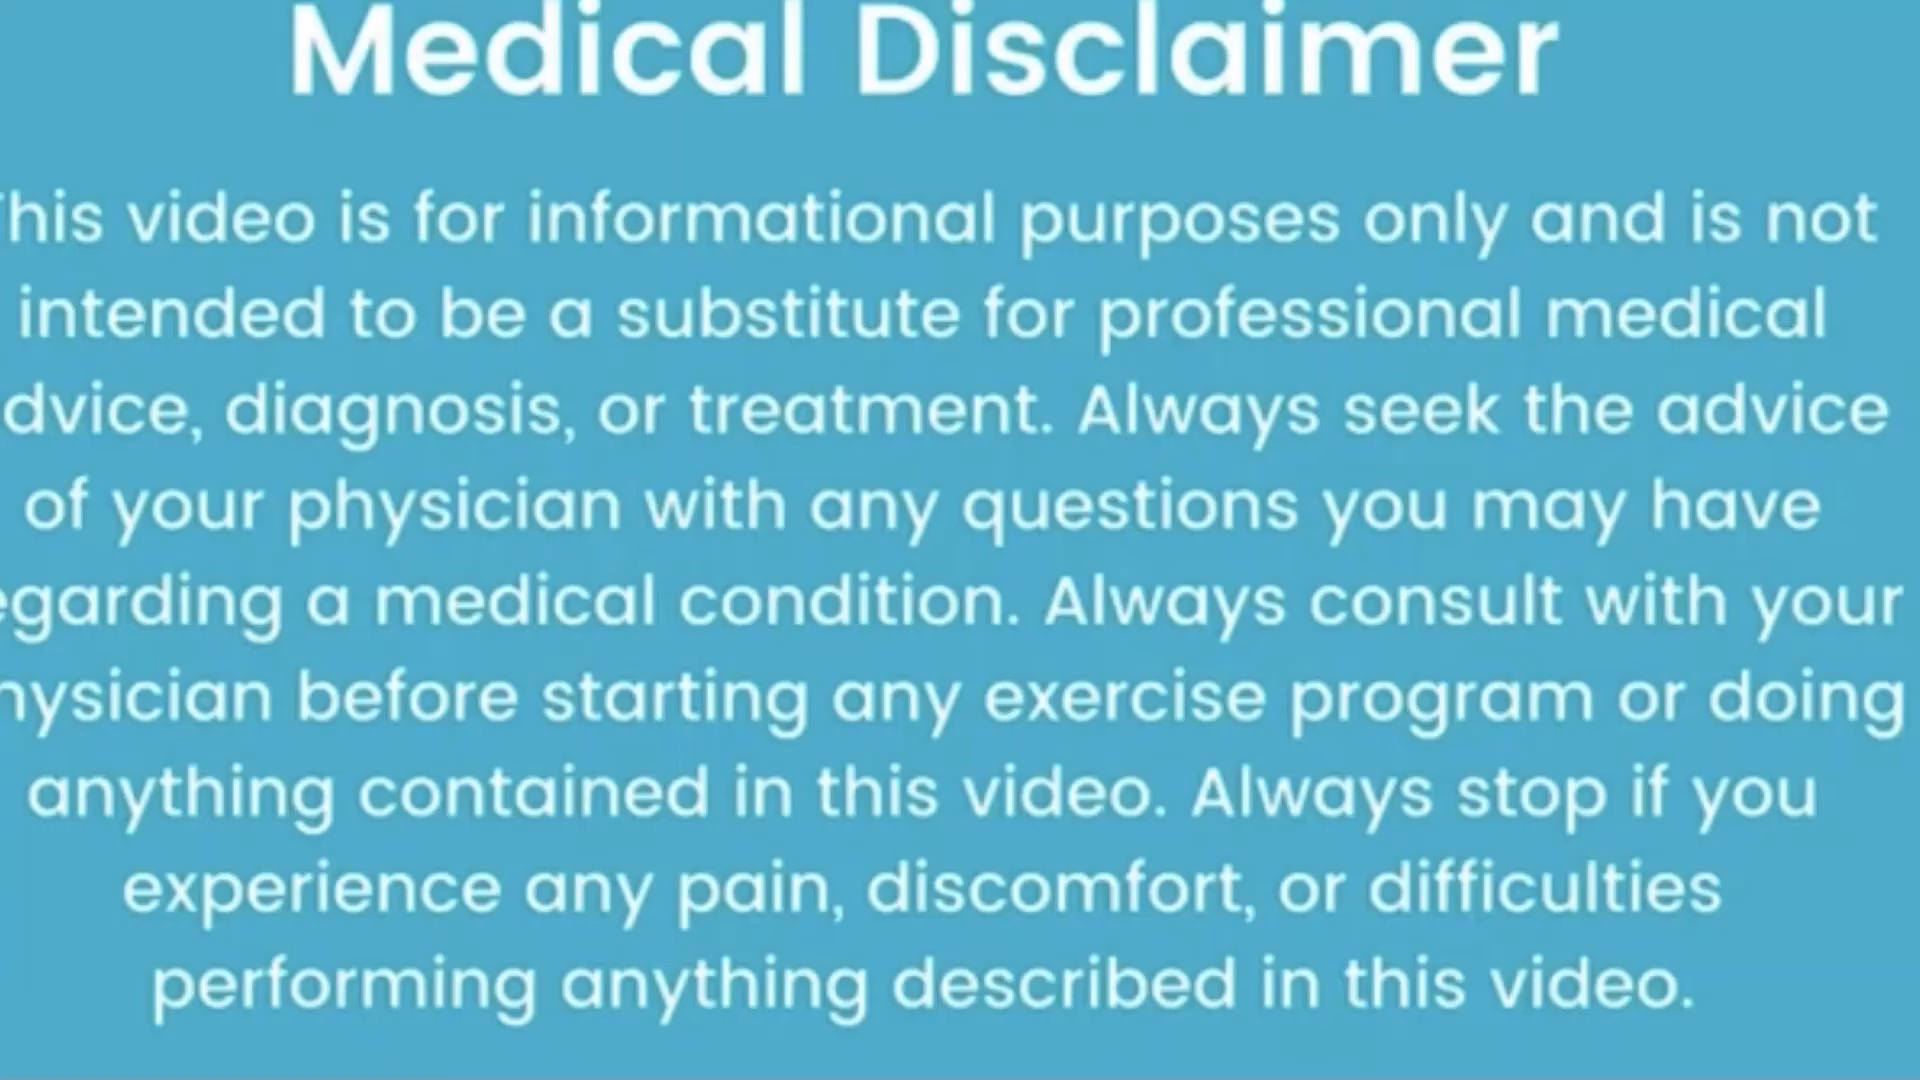 Medical Disclaimer
This video is for informational purposes only and is not
intended to be a substitute for professional medical
dvice, diagnosis, or treatment. Always seek the advice
of your physician with any questions you may have
egarding a medical condition. Always consult with your
hysician before starting any exercise program or doing
anything contained in this video. Always stop if you
experience any pain, discomfort, or difficulties
performing anything described in this video.